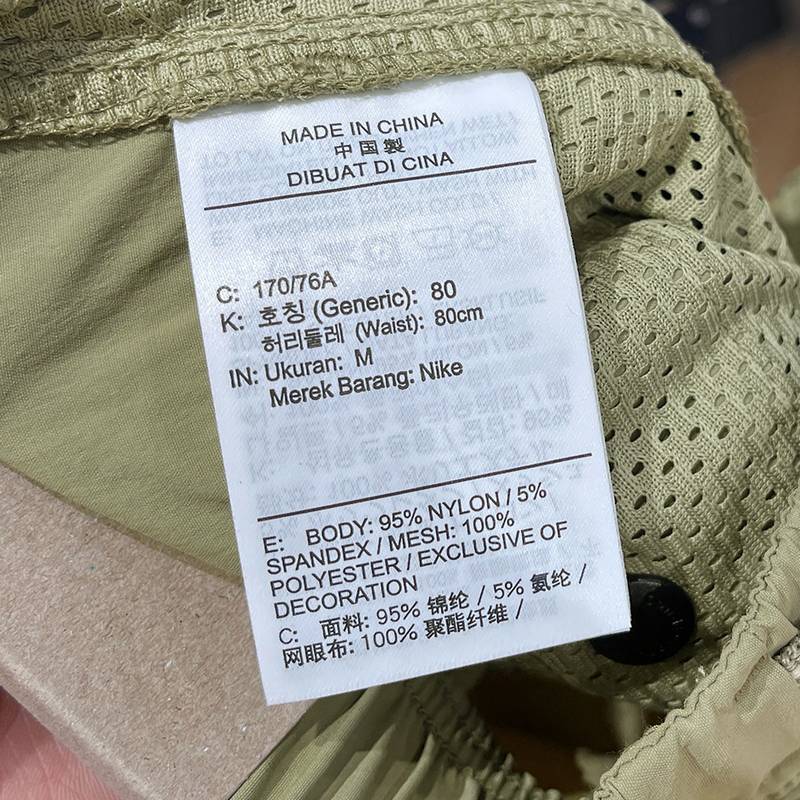 MADE IN CHINA
中国製
DIBUAT DI CINA
C: 170/76A
K: 호칭 (Generic): 80
허리둘레 (Waist): 80cm
IN: Ukuran: M
Merek Barang: Nike
E: BODY: 95% NYLON / 5%
SPANDEX / MESH: 100%
POLYESTER / EXCLUSIVE OF
DECORATION
C: 面料: 95% 锦纶 / 5% 氨纶 /
网眼布: 100% 聚酯纤维 /